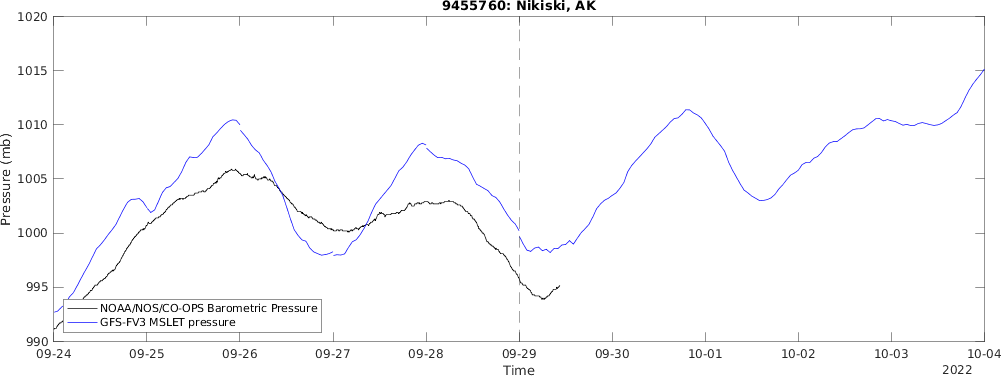 9455760: Nikiski, AK
1020
1015
1010
1005
1000
995
990
Pressure (mb)
NOAA/NOS/CO-OPS Barometric Pressure
GFS-FV3 MSLET pressure
09-24 09-25 09-26 09-27 09-28 09-29 09-30 10-01 10-02 10-03 10-04
Time
2022